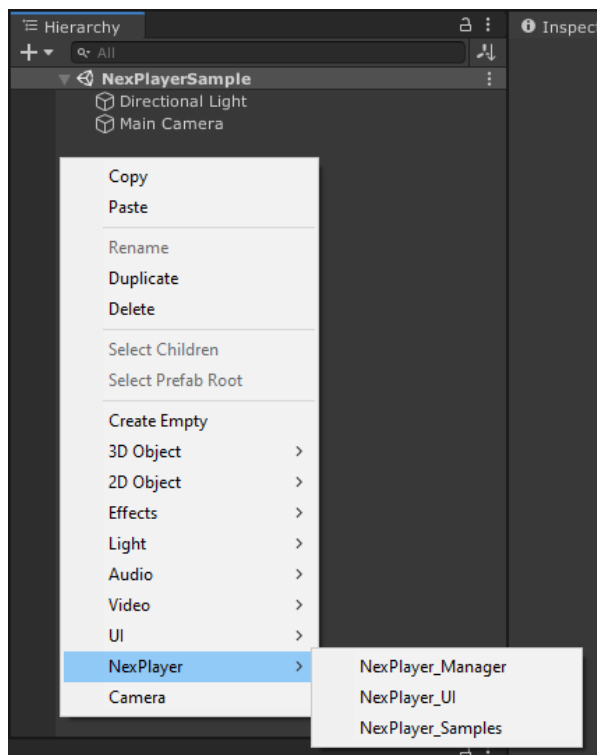 Hierarchy
Inspect
All
NexPlayerSample
Directional Light
Main Camera
Copy
Paste
Rename
Duplicate
Delete
Select Children
Select Prefab Root
Create Empty
3D Object
2D Object
Effects
Light
Audio
Video
UI
NexPlayer
Camera
NexPlayer_Manager
NexPlayer_UI
NexPlayer_Samples